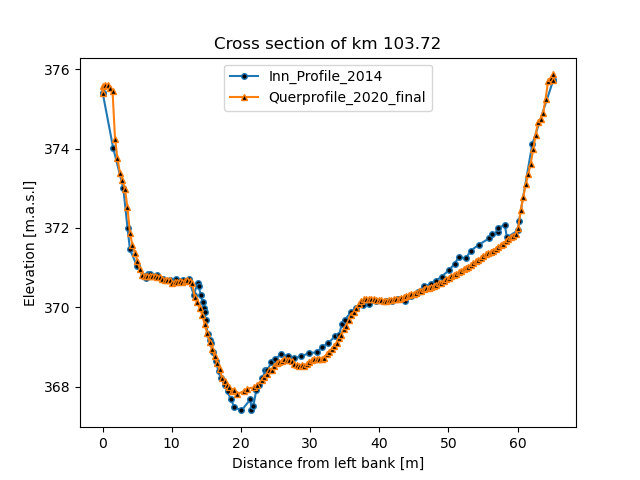 Cross section of km 103.72
Inn_Profile_2014
Querprofile_2020_final
Elevation [m.a.s.l]
376
374
372
370
368
0 10 20 30 40 50 60
Distance from left bank [m]